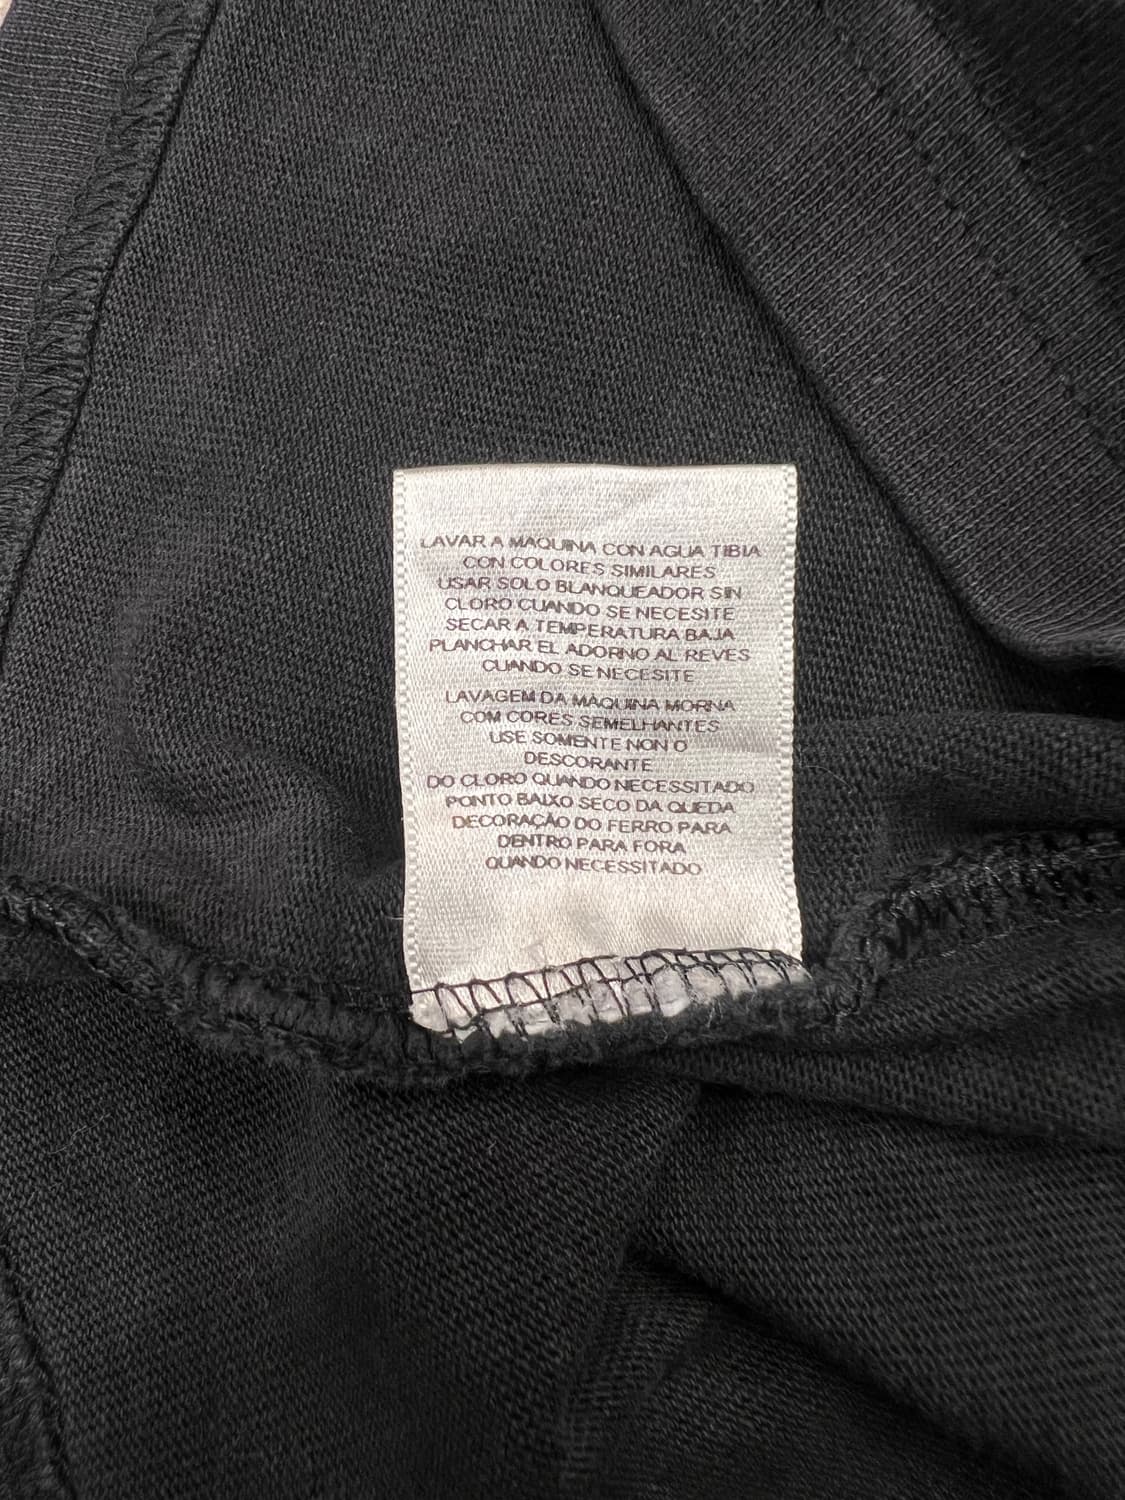 LAVAR A MAQUINA CON AGUA TIBIA
CON COLORES SIMILARES
USAR SOLO BLANQUEADOR SIN
CLORO CUANDO SE NECESITE
SECAR A TEMPERATURA BAJA
PLANCHAR EL ADORNO AL REVES
CUANDO SE NECESITE
LAVAGEM DA MÁQUINA MORNA
COM CORES SEMELHANTES
USE SOMENTE NON O
DESCORANTE
DO CLORO QUANDO NECESSITADO
PONTO BAIXO SECO DA QUEDA
DECORAÇÃO DO FERRO PARA
DENTRO PARA FORA
QUANDO NECESSITADO